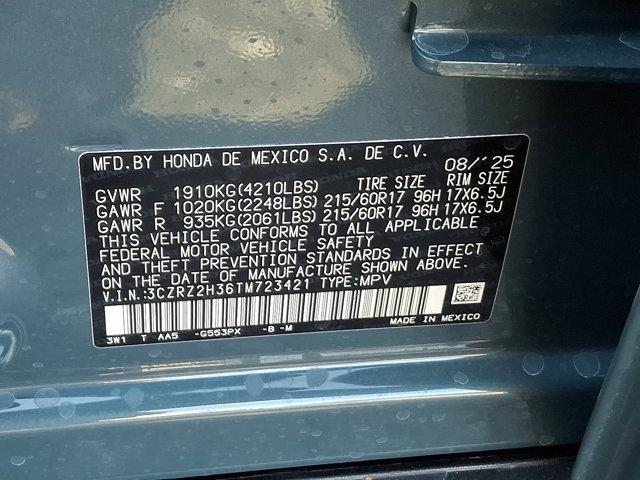 MFD.BY HONDA DE MEXICO S.A. DE C.V. 08/'25
TIRE SIZE RIM SIZE
GVWR 1910KG(4210LBS)
GAWR F 1020KG(2248LBS) 215/60R17 96H 17X6.5J
GAWR R 935KG(2061LBS) 215/60R17 96H 17X6.5J
THIS VEHICLE CONFORMS TO ALL APPLICABLE
FEDERAL MOTOR VEHICLE SAFETY
AND THEFT PREVENTION STANDARDS IN EFFECT
ON THE DATE OF MANUFACTURE SHOWN ABOVE.
V.I.N.:3CZRZ2H36TM723421 TYPE:MPV
3W1 T AA5 -G553PX -B -M MADE IN MEXICO